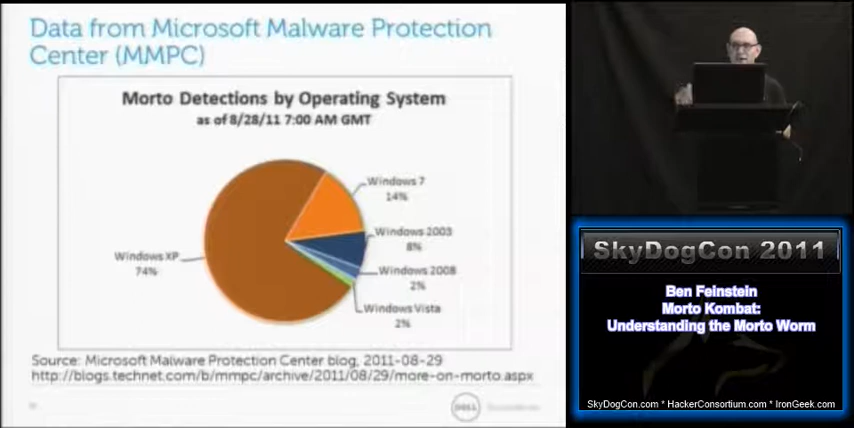 Data from Microsoft Malware Protection
Center (MMPC)
Morto Detections by Operating System
as of 8/28/11 7:00 AM GMT
Windows 7
14%
Windows 2003
8%
Windows XP
74%
Windows 2008
2%
Windows Vista
2%
Source: Microsoft Malware Protection Center blog, 2011-08-29
http://blogs.technet.com/b/mmpc/archive/2011/08/29/more-on-morto.aspx
DELL
SkyDogCon 2011
Ben Feinstein
Morto Kombat:
Understanding the Morto Worm
SkyDogCon.com * HackerConsortium.com * IronGeek.com